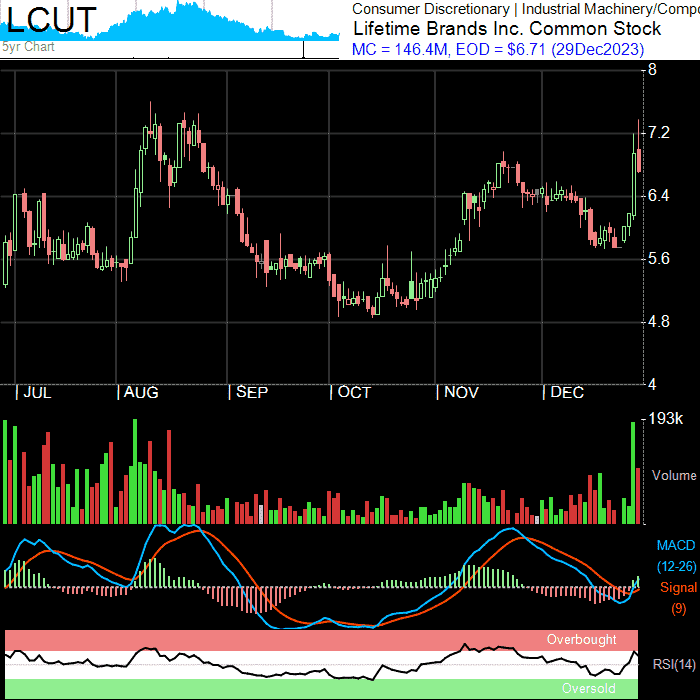 LCUT
5yr Chart
Consumer Discretionary | Industrial Machinery/Compo
Lifetime Brands Inc. Common Stock
MC = 146.4M, EOD = $6.71 (29Dec2023)
8
7.2
6.4
5.6
4.8
4
JUL AUG SEP OCT NOV DEC
193k
Volume
MACD
(12-26)
Signal
(9)
Overbought
RSI(14)
Oversold